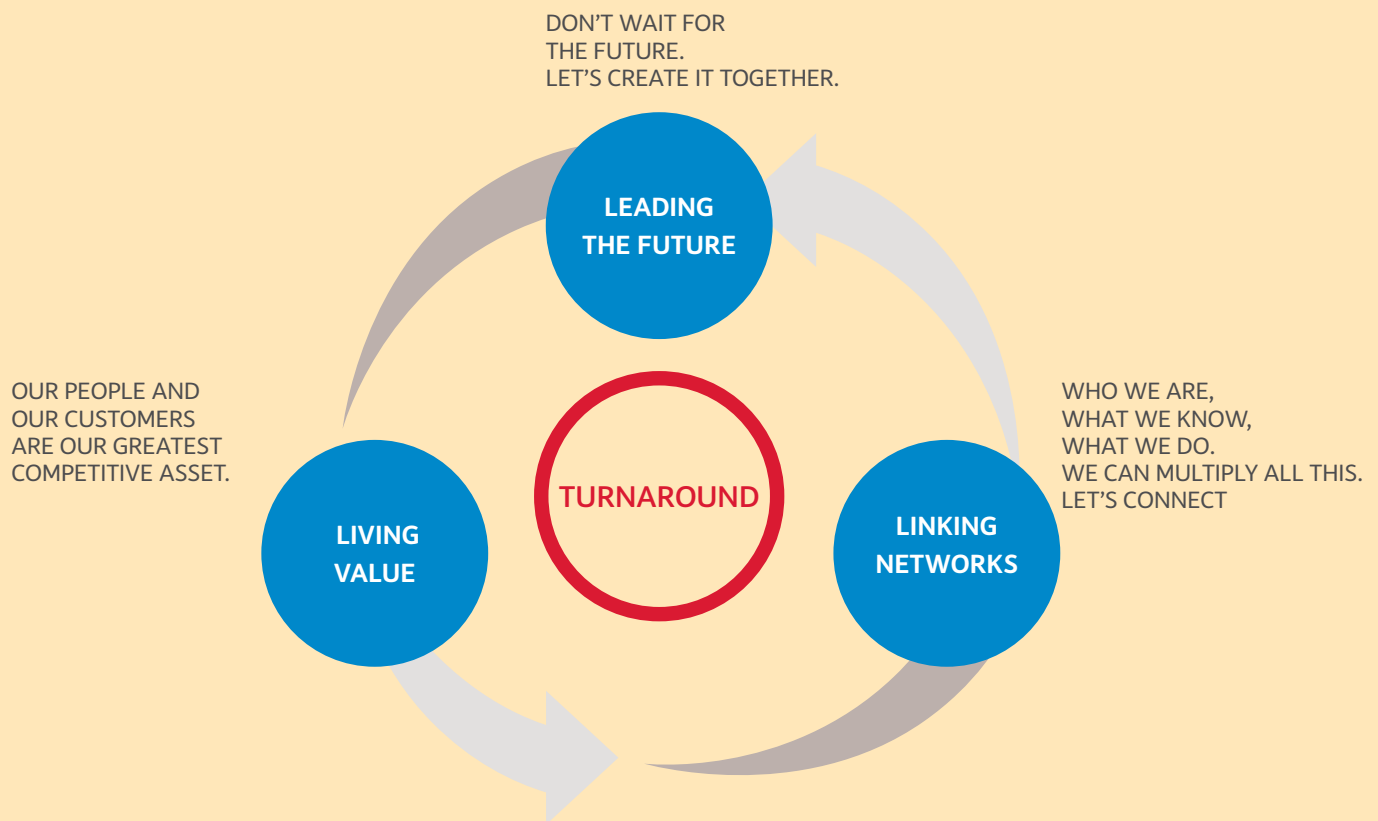 DON’T WAIT FOR
THE FUTURE.
LET’S CREATE IT TOGETHER.
LEADING
THE FUTURE
OUR PEOPLE AND
OUR CUSTOMERS
ARE OUR GREATEST
COMPETITIVE ASSET.
LIVING
VALUE
TURNAROUND
WHO WE ARE,
WHAT WE KNOW,
WHAT WE DO.
WE CAN MULTIPLY ALL THIS.
LET’S CONNECT
LINKING
NETWORKS